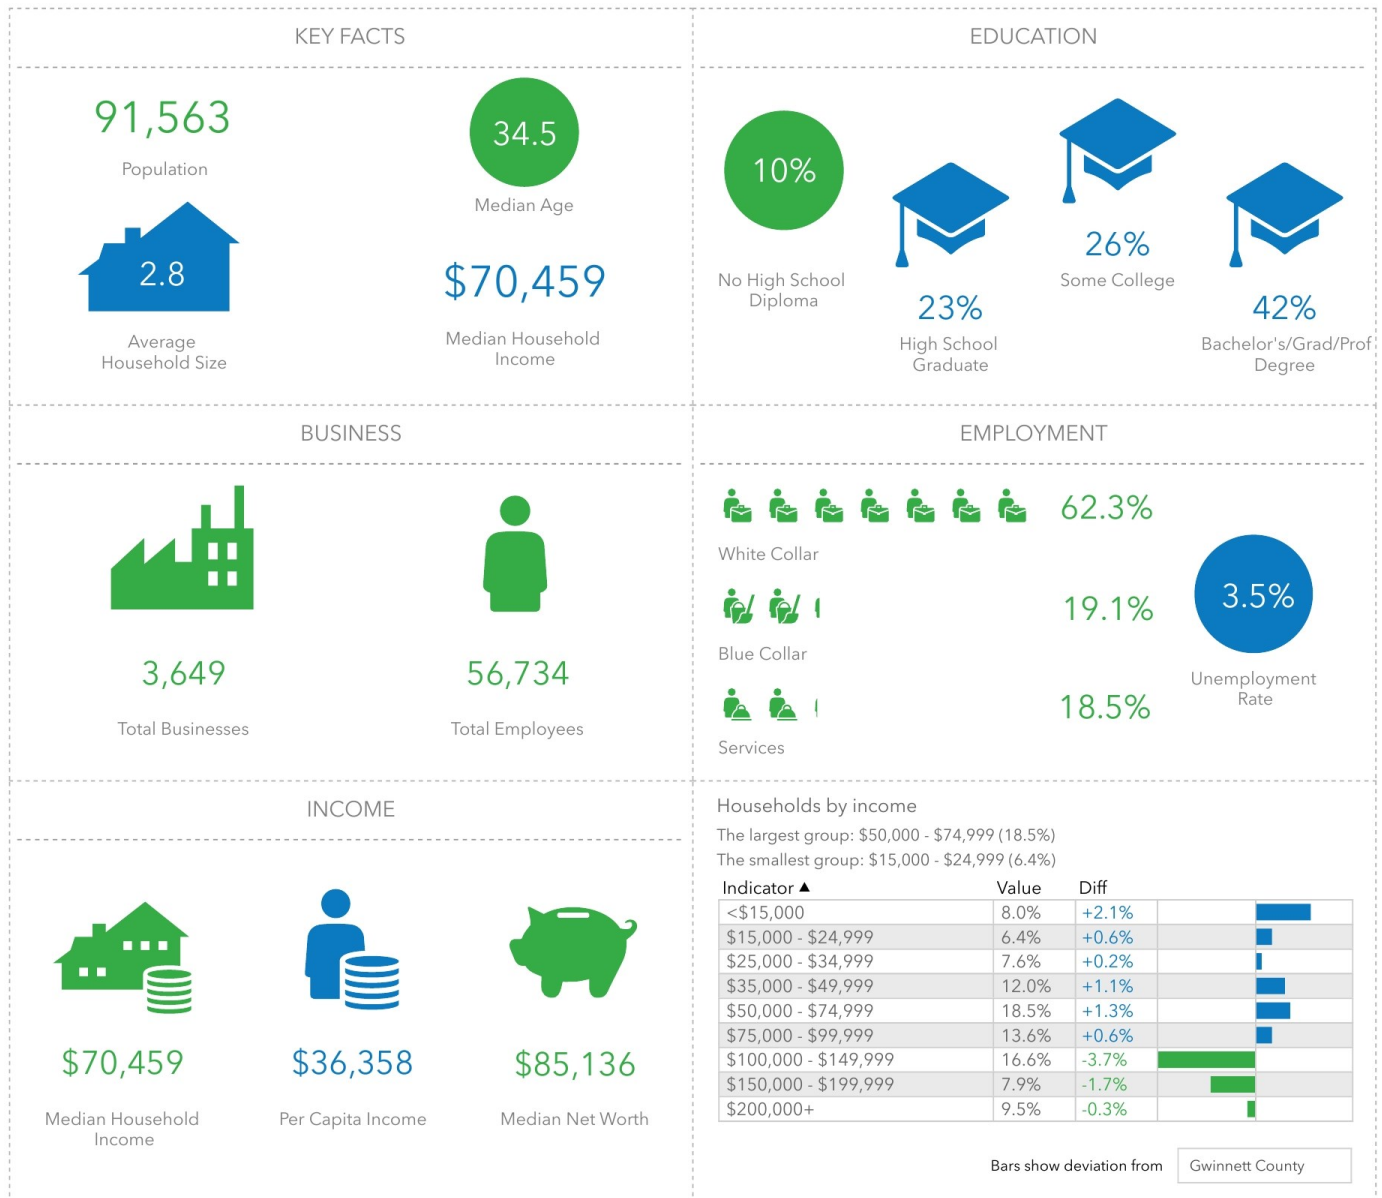 KEY FACTS
91,563
Population
34.5
Median Age
2.8
Average
Household Size
$70,459
Median Household
Income
EDUCATION
10%
No High School
Diploma
23%
High School
Graduate
26%
Some College
42%
Bachelor's/Grad/Prof
Degree
BUSINESS
3,649
Total Businesses
56,734
Total Employees
EMPLOYMENT
62.3%
White Collar
19.1%
Blue Collar
18.5%
Services
3.5%
Unemployment
Rate
INCOME
$70,459
Median Household
Income
$36,358
Per Capita Income
$85,136
Median Net Worth
Households by income
The largest group: $50,000 - $74,999 (18.5%)
The smallest group: $15,000 - $24,999 (6.4%)
Indicator ▲ Value Diff
<$15,000 8.0% +2.1%
$15,000 - $24,999 6.4% +0.6%
$25,000 - $34,999 7.6% +0.2%
$35,000 - $49,999 12.0% +1.1%
$50,000 - $74,999 18.5% +1.3%
$75,000 - $99,999 13.6% +0.6%
$100,000 - $149,999 16.6% -3.7%
$150,000 - $199,999 7.9% -1.7%
$200,000+ 9.5% -0.3%
Bars show deviation from Gwinnett County